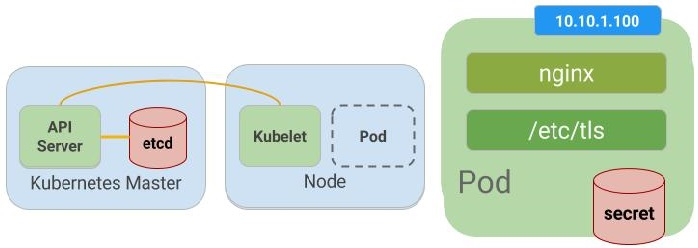 API
Server
etcd
Kubernetes Master
Kubelet
Pod
Node
10.10.1.100
nginx
/etc/tls
Pod
secret